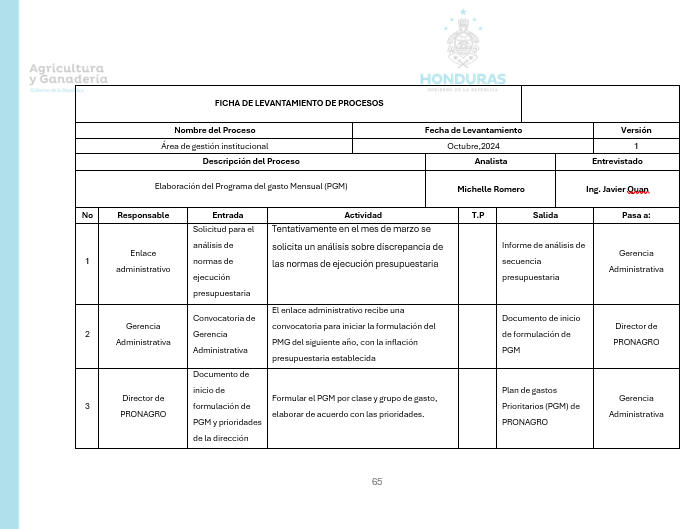 Agricultura
y Ganadería
Gobierno de la República
HONDURAS
GOBIERNO DE LA REPÚBLICA
FICHA DE LEVANTAMIENTO DE PROCESOS
Nombre del Proceso Fecha de Levantamiento Versión
Área de gestión institucional Octubre,2024 1
Descripción del Proceso Analista Entrevistado
Elaboración del Programa del gasto Mensual (PGM) Michelle Romero Ing. Javier Quan
No Responsable Entrada Actividad T.P Salida Pasa a:
1
Enlace
administrativo
Solicitud para el
análisis de
normas de
ejecución
presupuestaria
Tentativamente en el mes de marzo se
solicita un análisis sobre discrepancia de
las normas de ejecución presupuestaria
Informe de análisis de
secuencia
presupuestaria
Gerencia
Administrativa
2
Gerencia
Administrativa
Convocatoria de
Gerencia
Administrativa
El enlace administrativo recibe una
convocatoria para iniciar la formulación del
PMG del siguiente año, con la inflación
presupuestaria establecida
Documento de inicio
de formulación de
PGM
Director de
PRONAGRO
3
Director de
PRONAGRO
Documento de
inicio de
formulación de
PGM y prioridades
de la dirección
Formular el PGM por clase y grupo de gasto,
elaborar de acuerdo con las prioridades.
Plan de gastos
Prioritarios (PGM) de
PRONAGRO
Gerencia
Administrativa
65